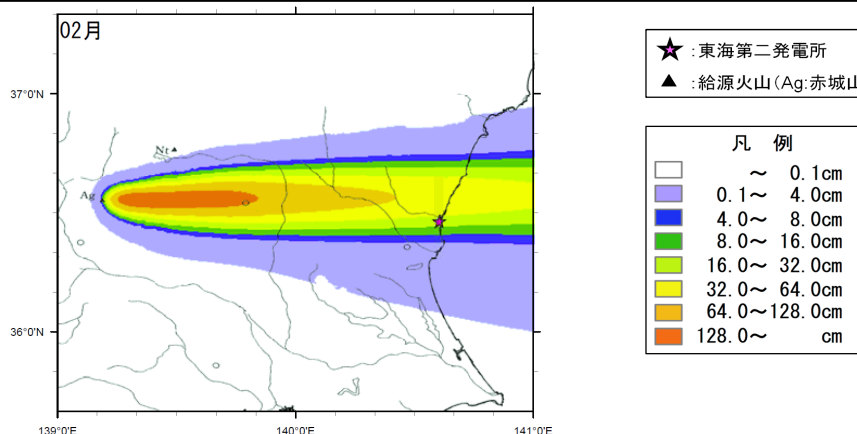 02月
37°0'N
36°0'N
139°0'E
140°0'E
141°0'E
Nt
Ag
:東海第二発電所
:給源火山(Ag:赤城山
凡 例
～ 0.1cm
0.1～ 4.0cm
4.0～ 8.0cm
8.0～ 16.0cm
16.0～ 32.0cm
32.0～ 64.0cm
64.0～128.0cm
128.0～ cm